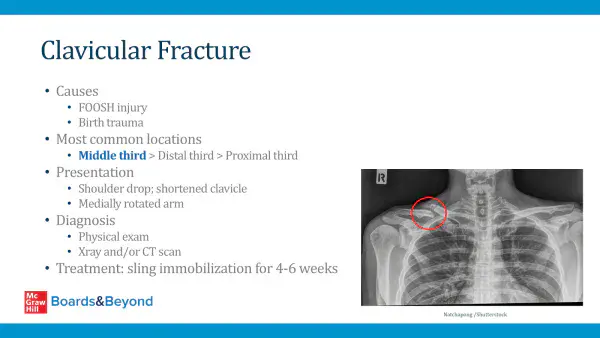 Clavicular Fracture
• Causes
• FOOSH injury
• Birth trauma
• Most common locations
• Middle third > Distal third > Proximal third
• Presentation
• Shoulder drop; shortened clavicle
• Medially rotated arm
• Diagnosis
• Physical exam
• Xray and/or CT scan
• Treatment: sling immobilization for 4-6 weeks
R
Mc
Graw
Hill
Boards&Beyond
Natchapong /Shutterstock